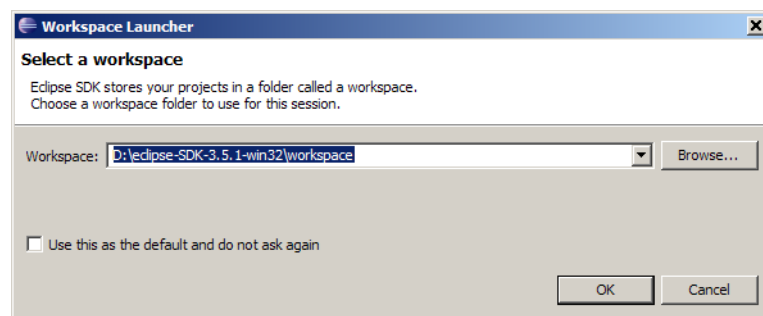 Workspace Launcher
Select a workspace
Eclipse SDK stores your projects in a folder called a workspace.
Choose a workspace folder to use for this session.
Workspace: D:\eclipse-SDK-3.5.1-win32\workspace Browse...
Use this as the default and do not ask again
OK Cancel